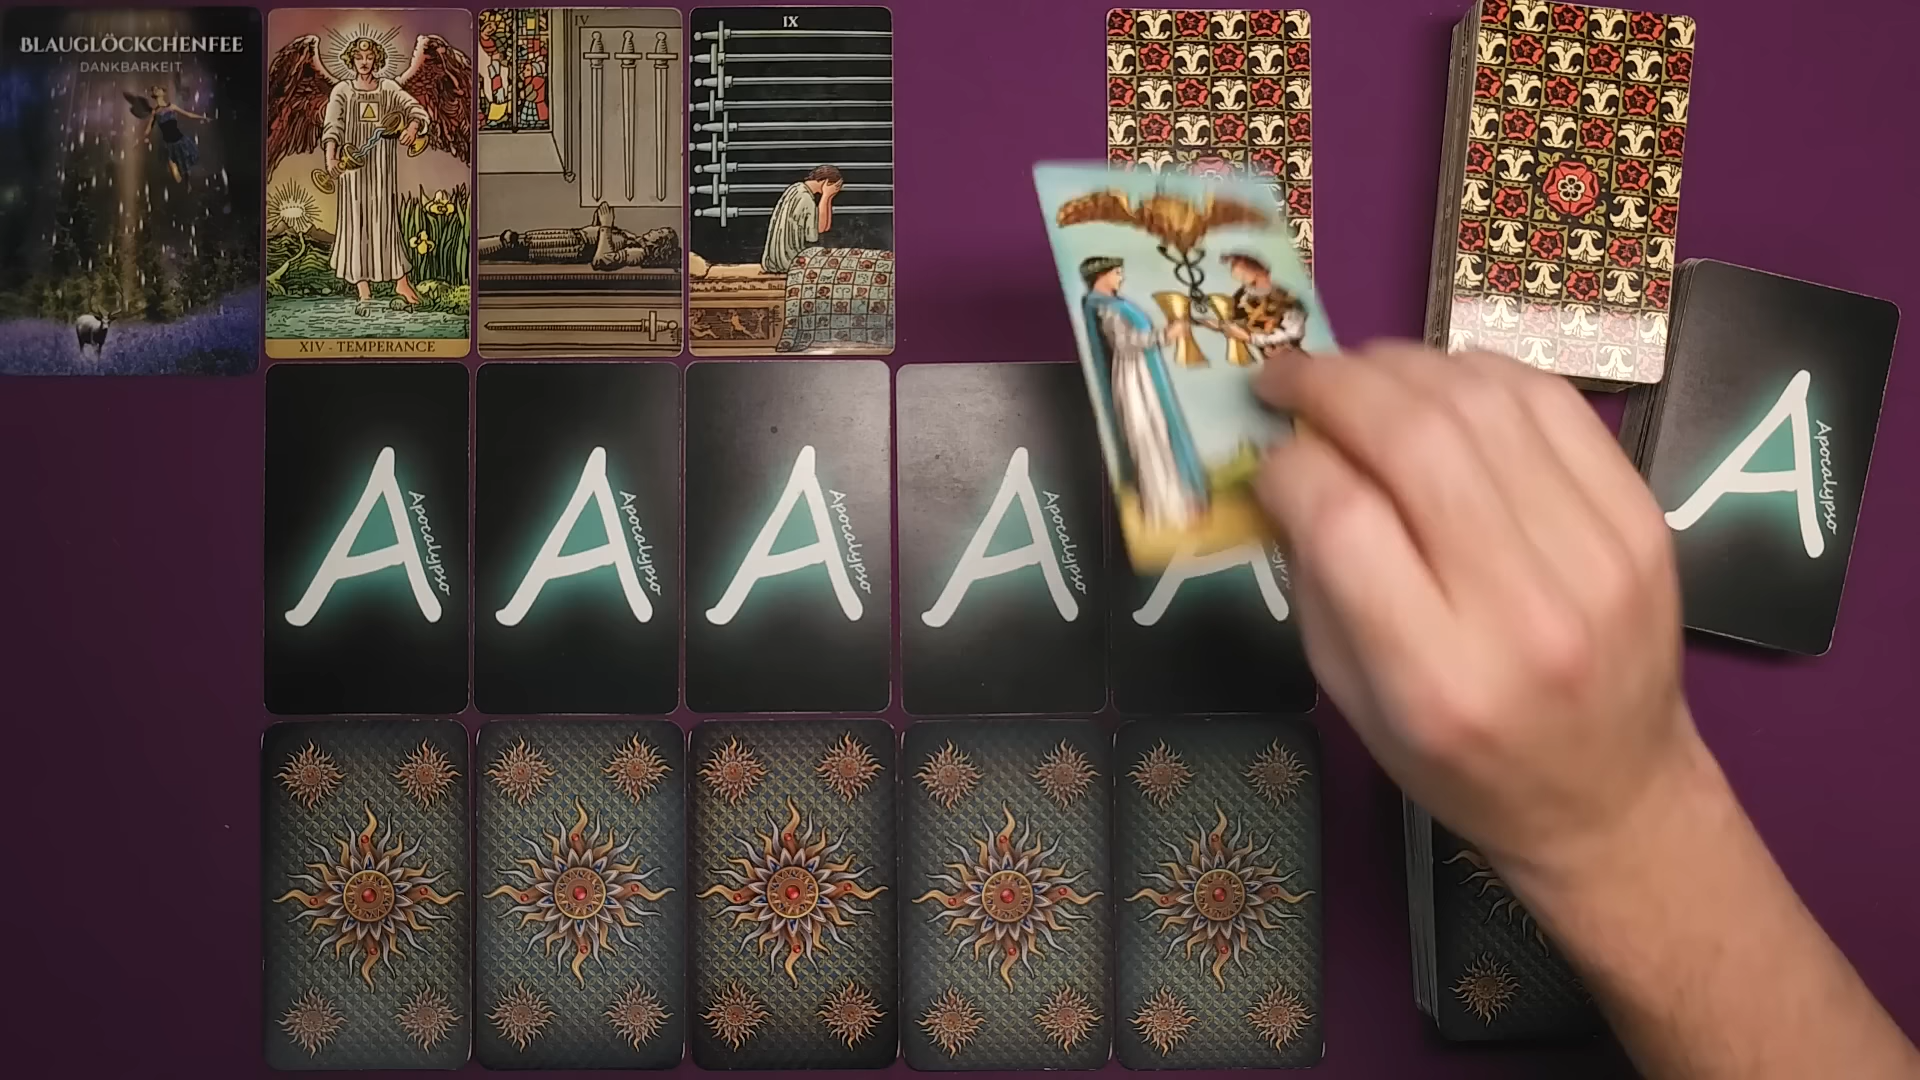 BLAUGLÖCKCHENFEE
DANKBARKEIT
XIV - TEMPERANCE
IV
IX
A
Apocalypso
A
Apocalypso
A
Apocalypso
A
Apocalypso
A
A
Apocalypso